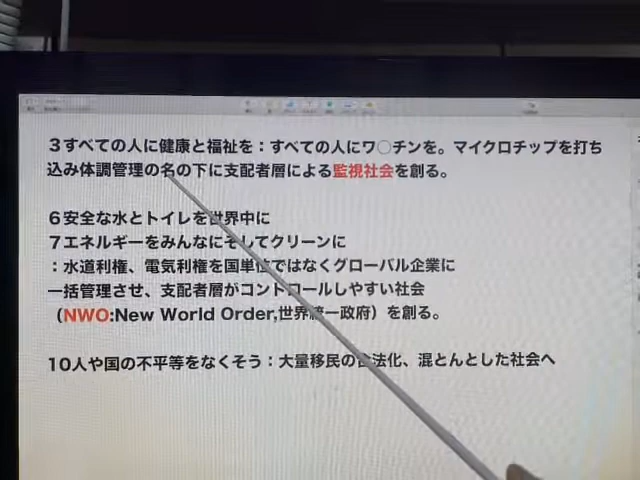 3すべての人に健康と福祉を：すべての人にワ○チンを。マイクロチップを打ち
込み体調管理の名の下に支配者層による監視社会を創る。
6安全な水とトイレを世界中に
7エネルギーをみんなにそしてクリーンに
：水道利権、電気利権を国単位ではなくグローバル企業に
一括管理させ、支配者層がコントロールしやすい社会
（NWO:New World Order,世界統一政府）を創る。
10人や国の不平等をなくそう：大量移民の合法化、混とんとした社会へ